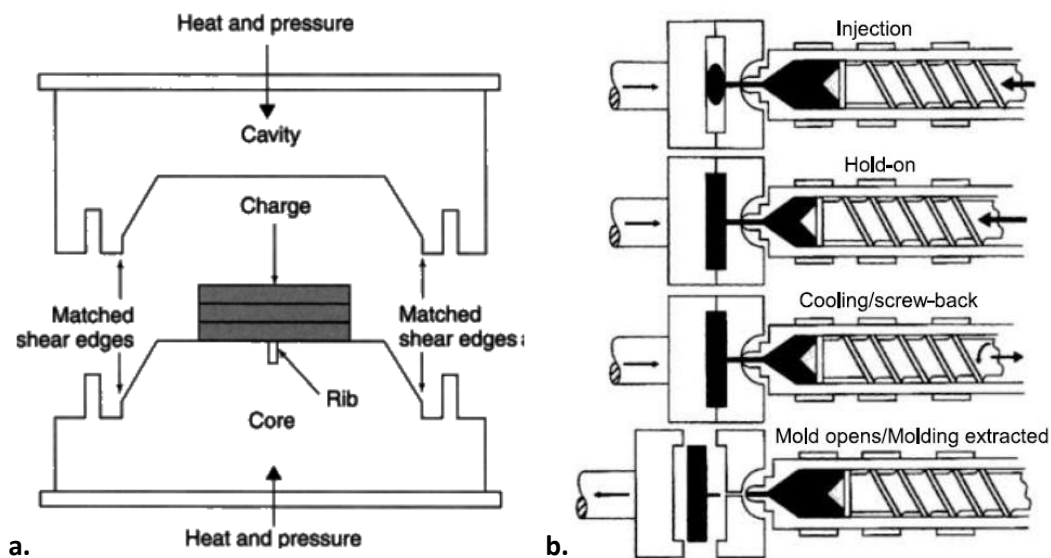 Heat and pressure
Cavity
Charge
Matched
shear edges
Matched
shear edges
Rib
Core
Heat and pressure
a.
Injection
Hold-on
Cooling/screw-back
Mold opens/Molding extracted
b.